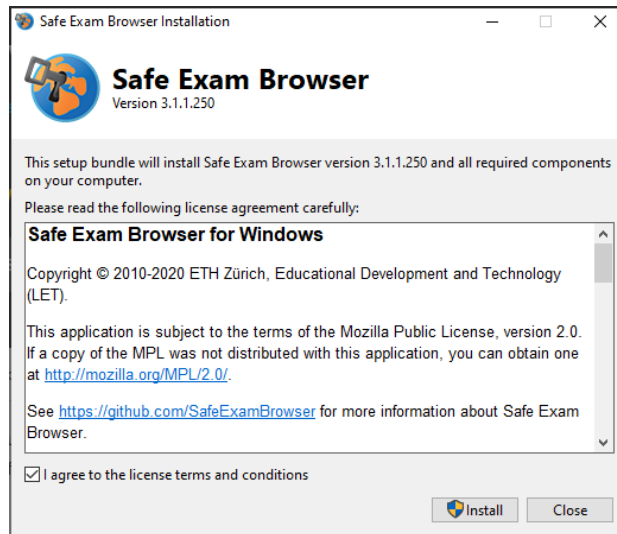 Safe Exam Browser Installation
Safe Exam Browser
Version 3.1.1.250
This setup bundle will install Safe Exam Browser version 3.1.1.250 and all required components
on your computer.
Please read the following license agreement carefully:
Safe Exam Browser for Windows
Copyright © 2010-2020 ETH Zürich, Educational Development and Technology
(LET).
This application is subject to the terms of the Mozilla Public License, version 2.0.
If a copy of the MPL was not distributed with this application, you can obtain one
at http://mozilla.org/MPL/2.0/.
See https://github.com/SafeExamBrowser for more information about Safe Exam
Browser.
I agree to the license terms and conditions
Install Close